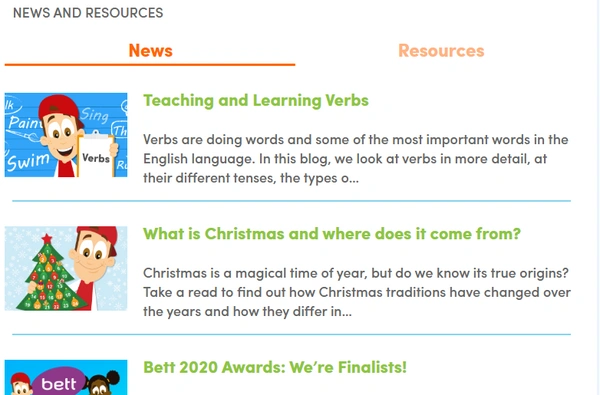 NEWS AND RESOURCES
News
Resources
Teaching and Learning Verbs
Verbs are doing words and some of the most important words in the
English language. In this blog, we look at verbs in more detail, at
their different tenses, the types o...
Paint
Sing
Swim
Verbs
What is Christmas and where does it come from?
Christmas is a magical time of year, but do we know its true origins?
Take a read to find out how Christmas traditions have changed over
the years and how they differ in...
Bett 2020 Awards: We're Finalists!
bett